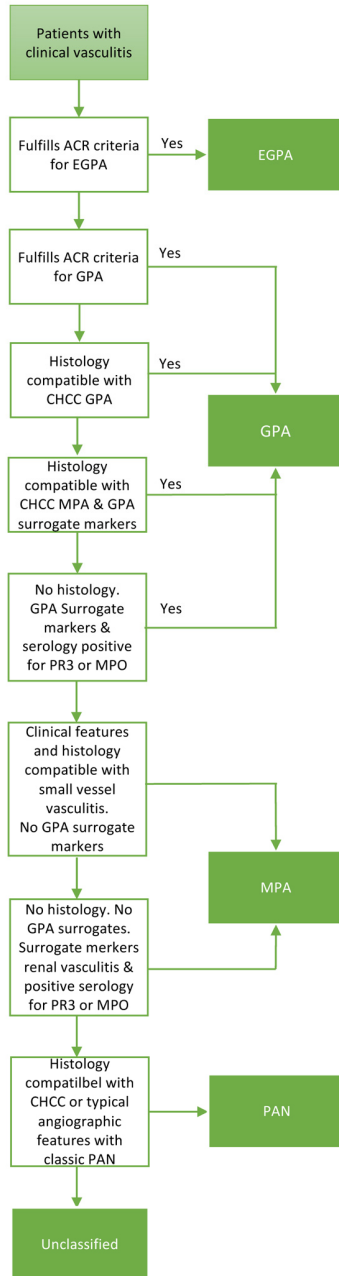 Patients with
clinical vasculitis
Fulfills ACR criteria
for EGPA
Yes
EGPA
Fulfills ACR criteria
for GPA
Yes
Histology
compatible with
CHCC GPA
Yes
GPA
Histology
compatible with
CHCC MPA & GPA
surrogate markers
Yes
No histology.
GPA Surrogate
markers &
serology positive
for PR3 or MPO
Yes
Clinical features
and histology
compatible with
small vessel
vasculitis.
No GPA surrogate
markers
MPA
No histology. No
GPA surrogates.
Surrogate merkers
renal vasculitis &
positive serology
for PR3 or MPO
Histology
compatilbel with
CHCC or typical
angiographic
features with
classic PAN
PAN
Unclassified